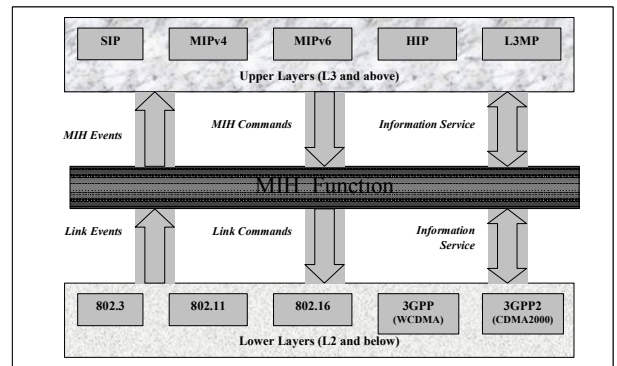 SIP MIPv4 MIPv6 HIP L3MP
Upper Layers (L3 and above)
MIH Events MIH Commands Information Service
MIH Function
Link Events Link Commands Information
Service
802.3 802.11 802.16 3GPP 3GPP2
(WCDMA) (CDMA2000)
Lower Layers (L2 and below)